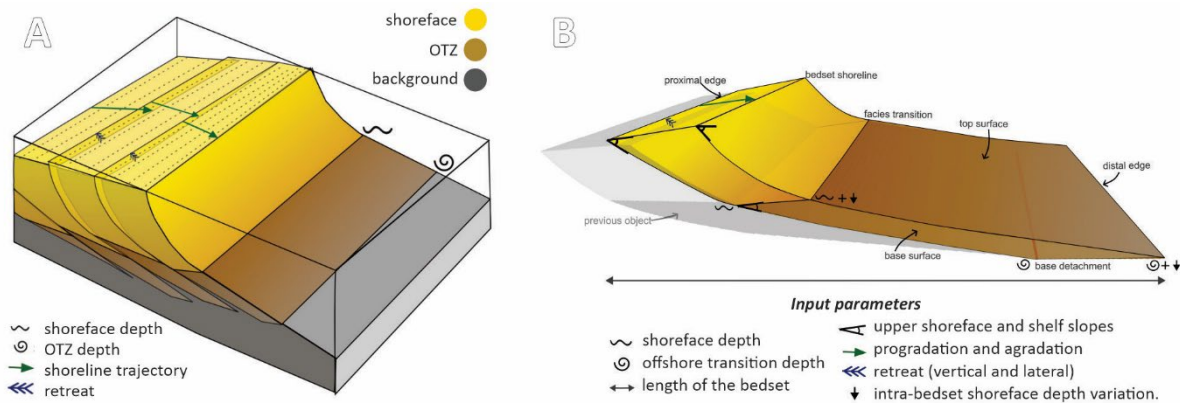 A
shoreface
OTZ
background
shoreface depth
OTZ depth
shoreline trajectory
retreat
B
bedset shoreline
proximal edge
facies transition
top surface
distal edge
previous object
base surface
base detachment
Input parameters
shoreface depth
offshore transition depth
length of the bedset
upper shoreface and shelf slopes
progradation and agradation
retreat (vertical and lateral)
intra-bedset shoreface depth variation.